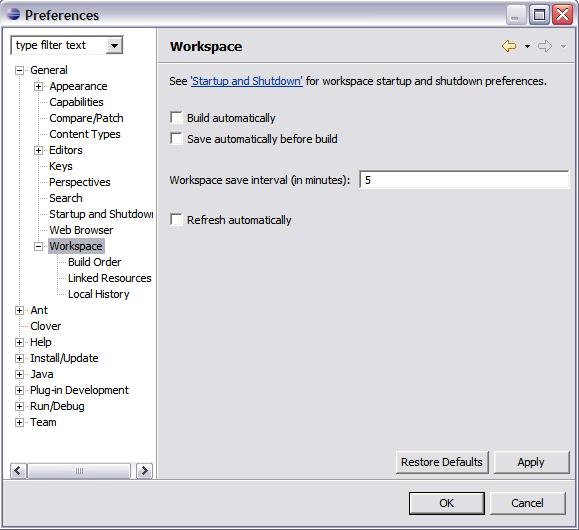 Preferences
type filter text
General
Appearance
Capabilities
Compare/Patch
Content Types
Editors
Keys
Perspectives
Search
Startup and Shutdown
Web Browser
Workspace
Build Order
Linked Resources
Local History
Ant
Clover
Help
Install/Update
Java
Plug-in Development
Run/Debug
Team
Workspace
See 'Startup and Shutdown' for workspace startup and shutdown preferences.
Build automatically
Save automatically before build
Workspace save interval (in minutes): 5
Refresh automatically
Restore Defaults Apply
OK Cancel